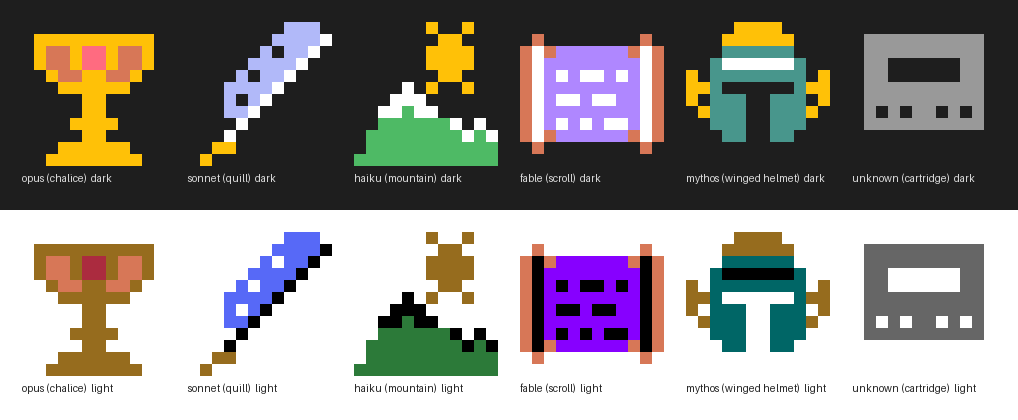 opus (chalice) dark
sonnet (quill) dark
haiku (mountain) dark
fable (scroll) dark
mythos (winged helmet) dark
unknown (cartridge) dark
opus (chalice) light
sonnet (quill) light
haiku (mountain) light
fable (scroll) light
mythos (winged helmet) light
unknown (cartridge) light